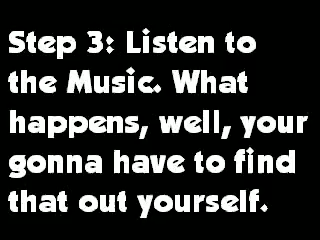 Step 3: Listen to
the Music. What
happens, well, your
gonna have to find
that out yourself.